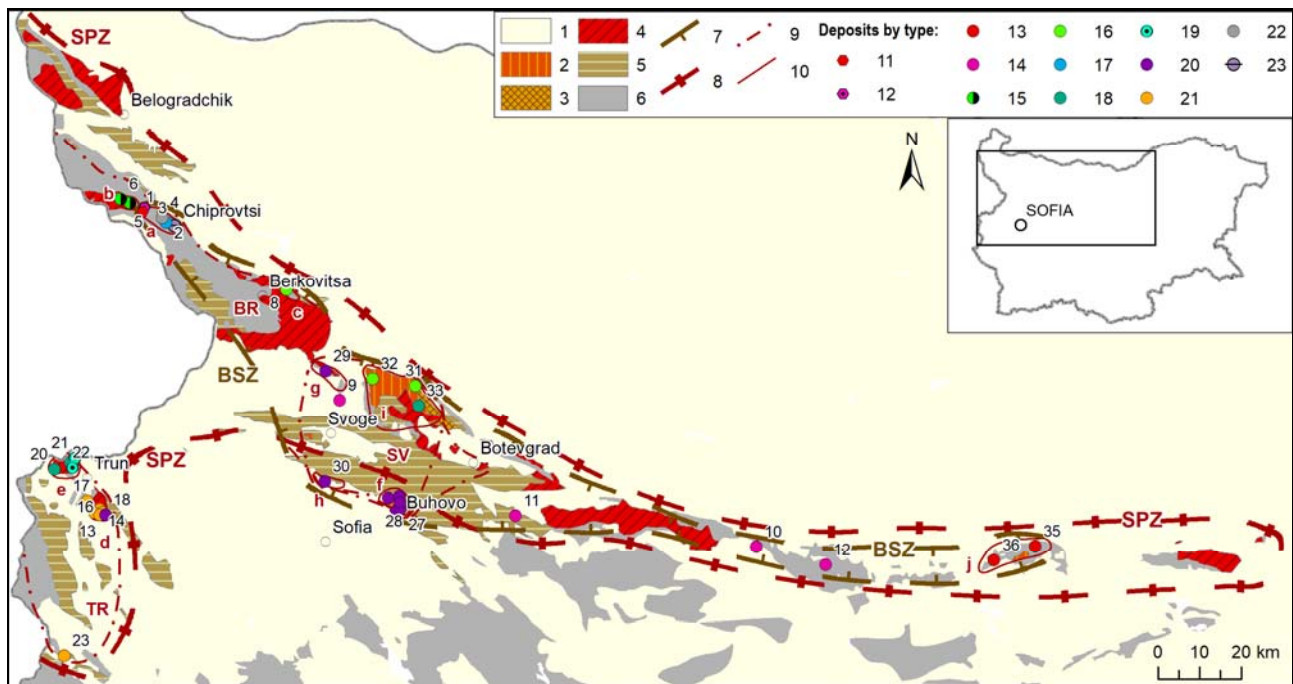 1 4 7 9 Deposits by type: 13 16 19 22
2 5 8 10 11 14 17 20 23
3 6 12 15 18 21
SPZ
Belogradchik
N
SOFIA
6
b 1 4
3 Chiprovtsi
5 2
a
Berkovitsa
BR 8 c
BSZ
29 32 31
g 9 33
i
Svoge
21 SPZ SV Botevgrad
20 22 Trun
e 17 30 f
16 18 h Buhovo 11
14 Sofia 28 27
13 d
10 BSZ 35 SPZ
12 36
j
TR
23
0 10 20 km